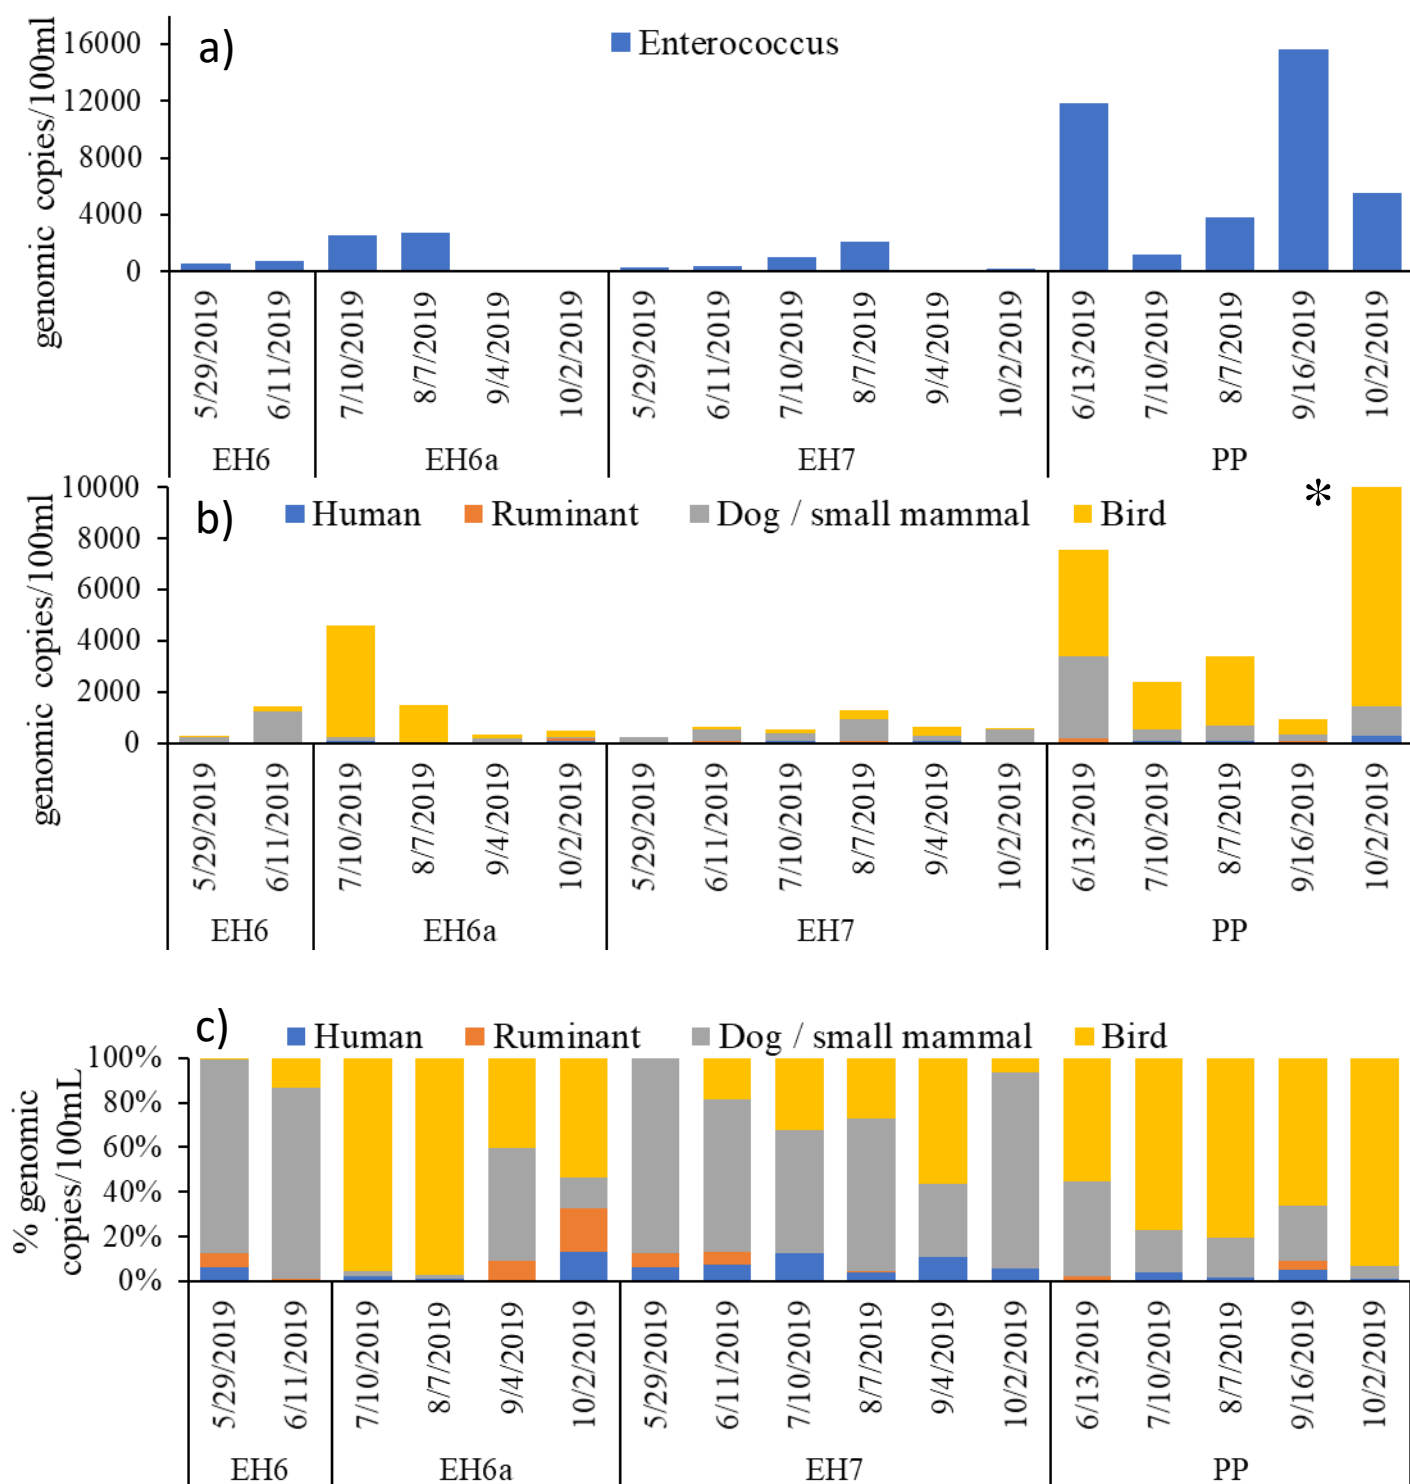 a)
Enterococcus
genomic copies/100ml
16000
12000
8000
4000
0
5/29/2019 6/11/2019 7/10/2019 8/7/2019 9/4/2019 10/2/2019 5/29/2019 6/11/2019 7/10/2019 8/7/2019 9/4/2019 10/2/2019 6/13/2019 7/10/2019 8/7/2019 9/16/2019 10/2/2019
EH6 EH6a EH7 PP
b)
Human Ruminant Dog / small mammal Bird
*
genomic copies/100ml
10000
8000
6000
4000
2000
0
5/29/2019 6/11/2019 7/10/2019 8/7/2019 9/4/2019 10/2/2019 5/29/2019 6/11/2019 7/10/2019 8/7/2019 9/4/2019 10/2/2019 6/13/2019 7/10/2019 8/7/2019 9/16/2019 10/2/2019
EH6 EH6a EH7 PP
c)
Human Ruminant Dog / small mammal Bird
% genomic
copies/100mL
100%
80%
60%
40%
20%
0%
5/29/2019 6/11/2019 7/10/2019 8/7/2019 9/4/2019 10/2/2019 5/29/2019 6/11/2019 7/10/2019 8/7/2019 9/4/2019 10/2/2019 6/13/2019 7/10/2019 8/7/2019 9/16/2019 10/2/2019
EH6 EH6a EH7 PP